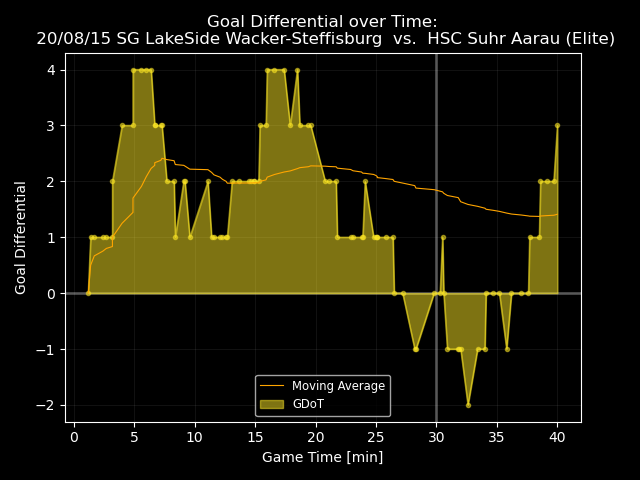 Goal Differential over Time:
20/08/15 SG LakeSide Wacker-Steffisburg  vs.  HSC Suhr Aarau (Elite)
Goal Differential
4
3
2
1
0
−1
−2
Moving Average
GDoT
0 5 10 15 20 25 30 35 40
Game Time [min]